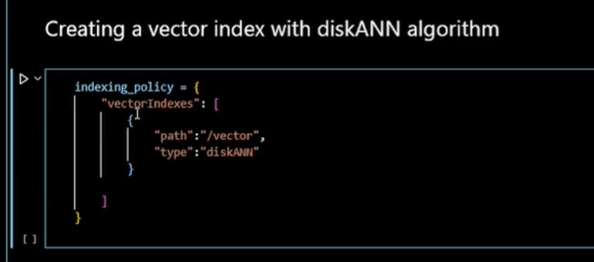 Creating a vector index with diskANN algorithm
indexing_policy = {
"vectorIndexes": [
{
"path":"/vector",
"type":"diskANN"
}
]
}
[ ]